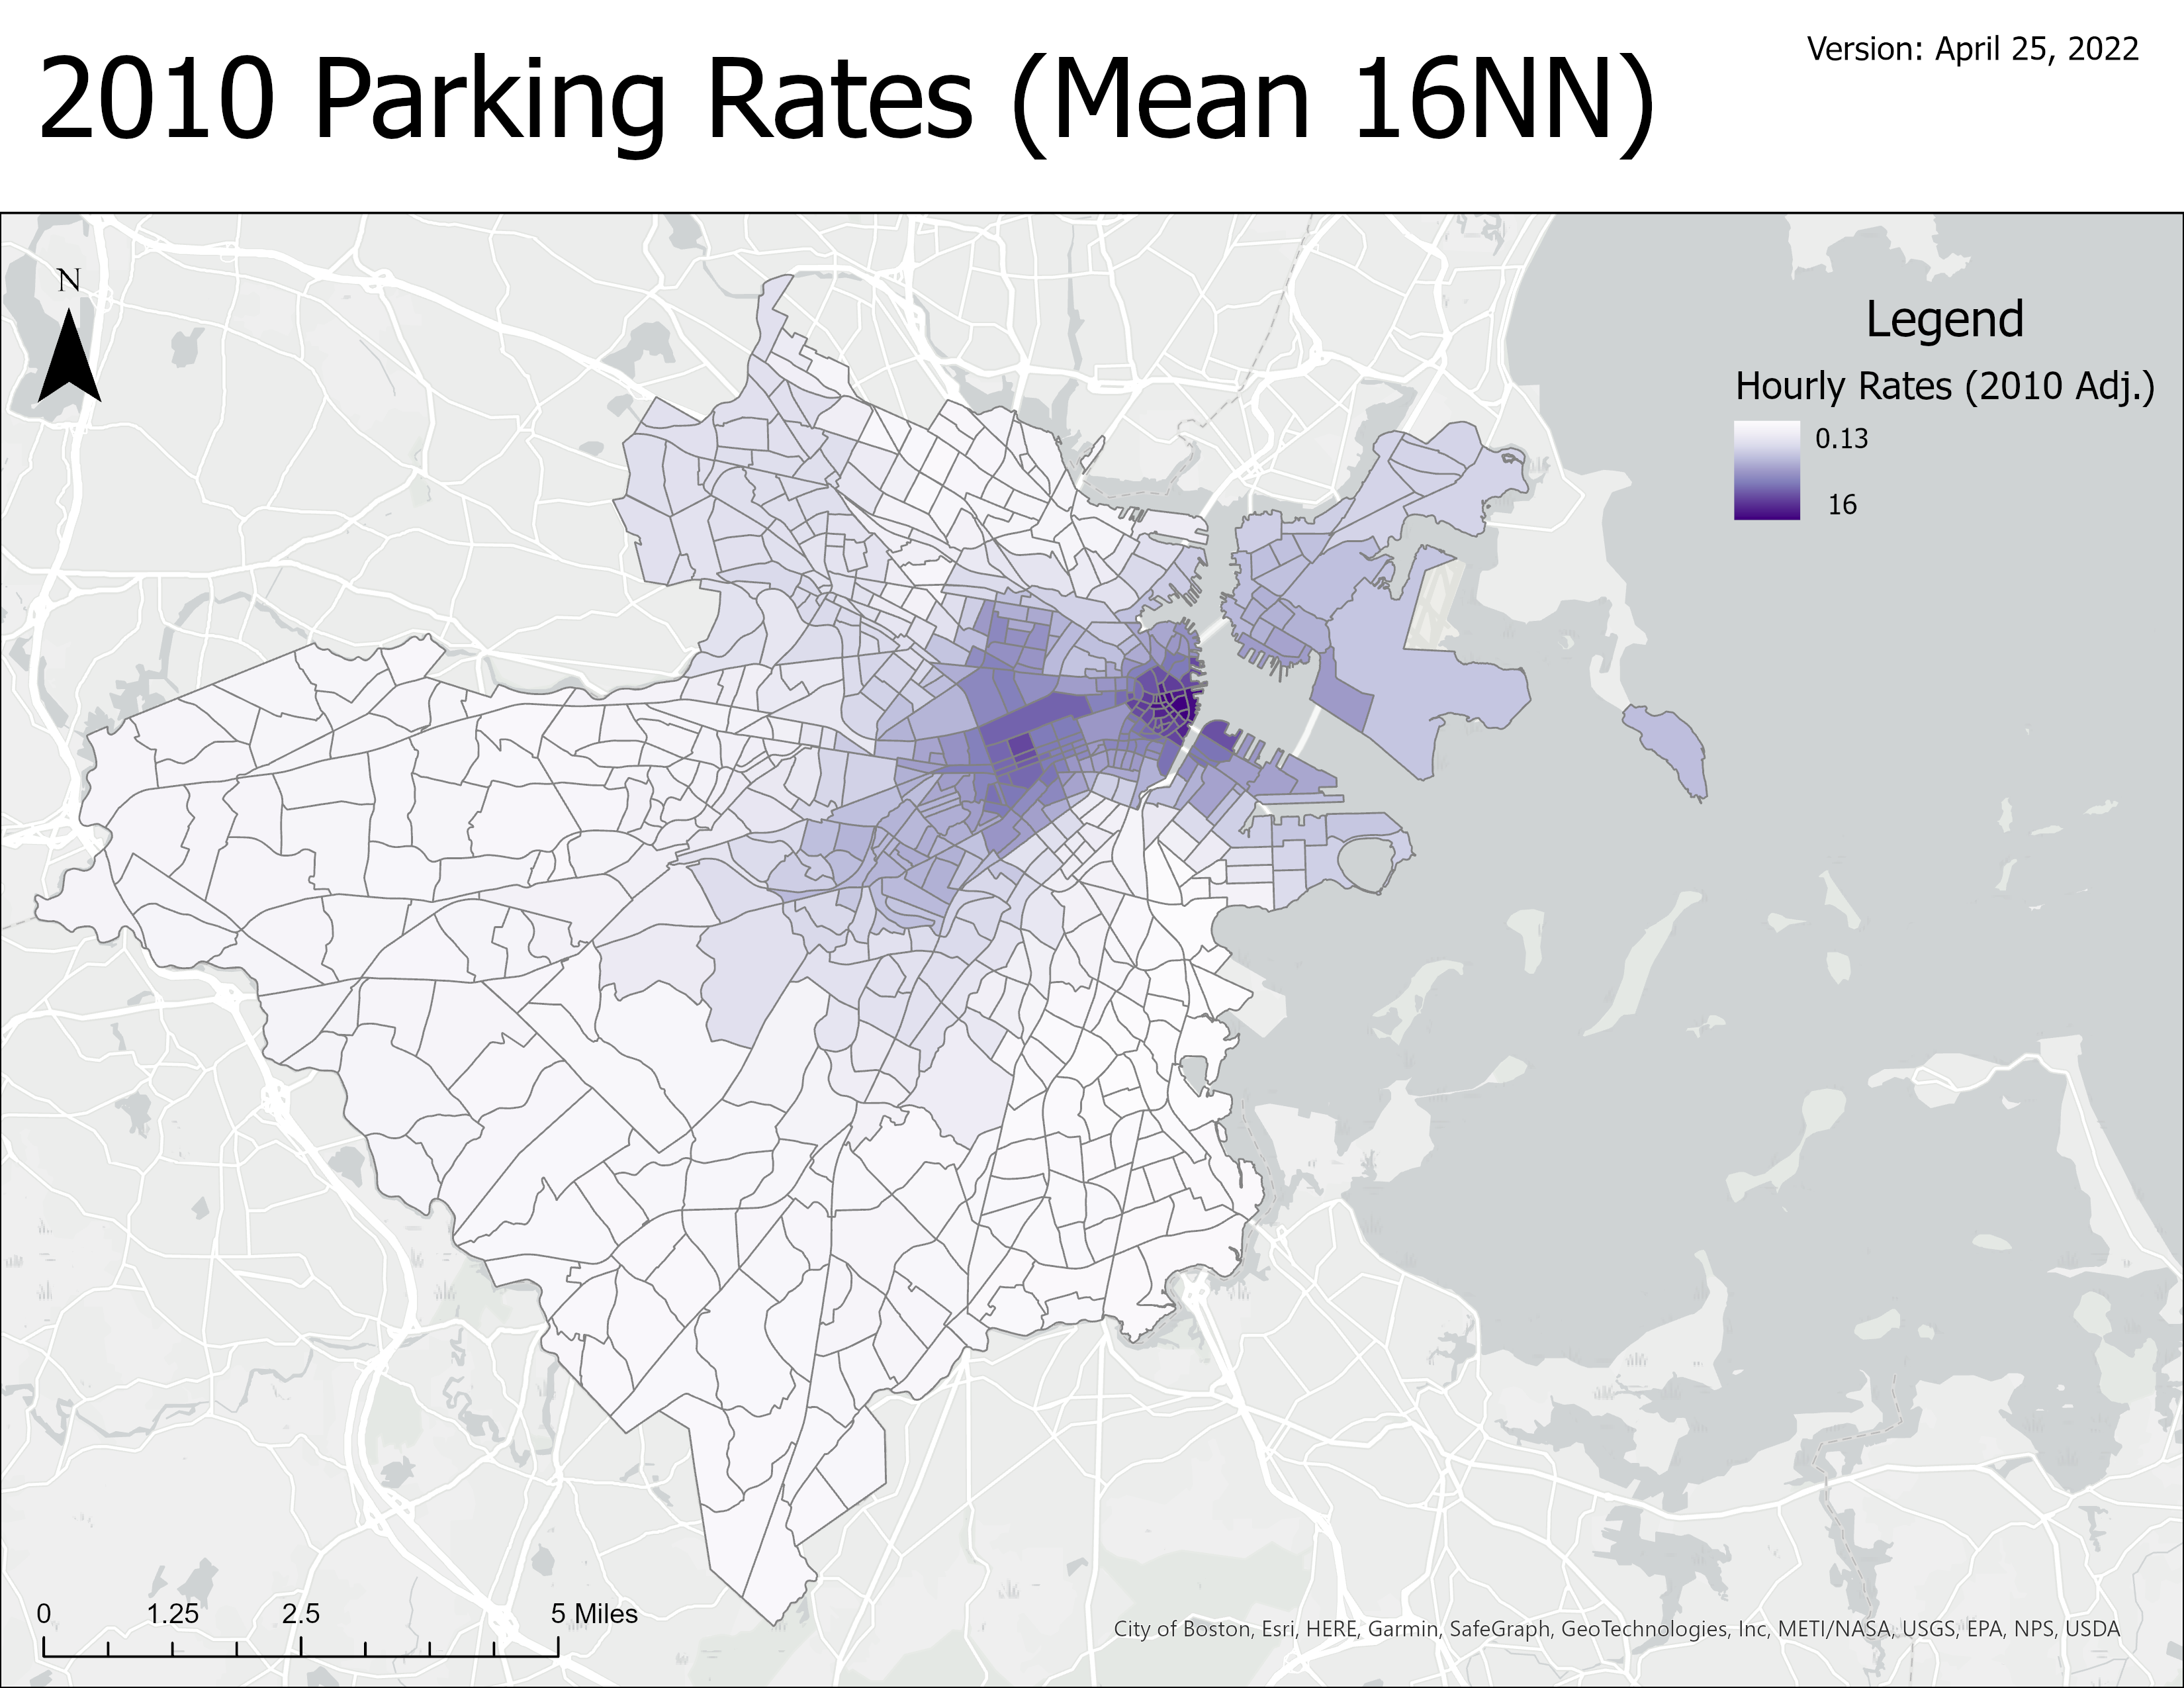 2010 Parking Rates (Mean 16NN)
Version: April 25, 2022
N
Legend
Hourly Rates (2010 Adj.)
0.13
16
0 1.25 2.5 5 Miles
City of Boston, Esri, HERE, Garmin, SafeGraph, GeoTechnologies, Inc, METI/NASA, USGS, EPA, NPS, USDA